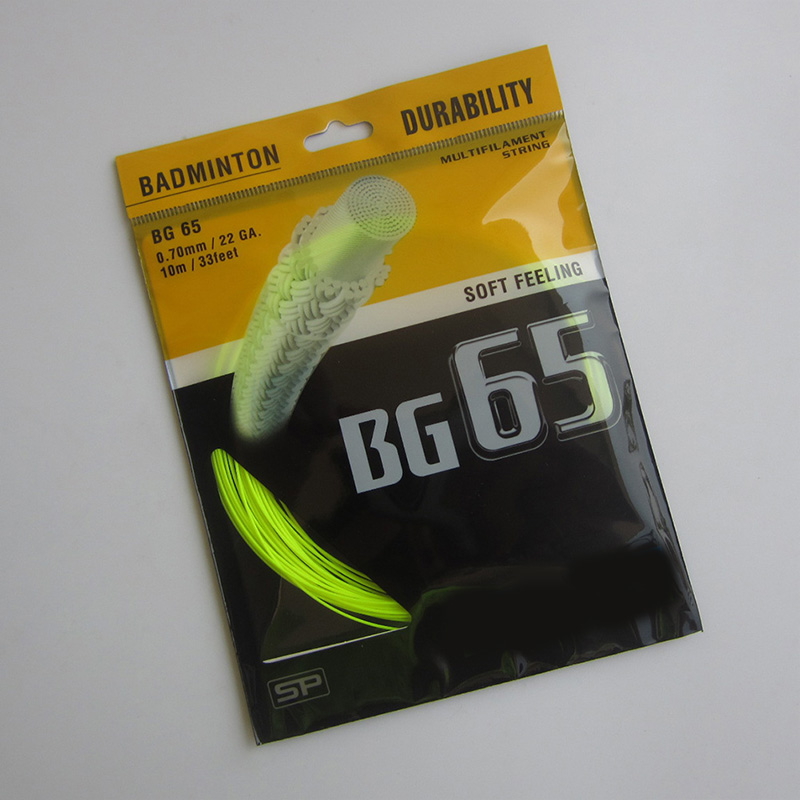 BADMINTON
DURABILITY
MULTIFILAMENT
STRING
BG 65
0.70mm / 22 GA.
10m / 33feet
SOFT FEELING
BG 65
SP